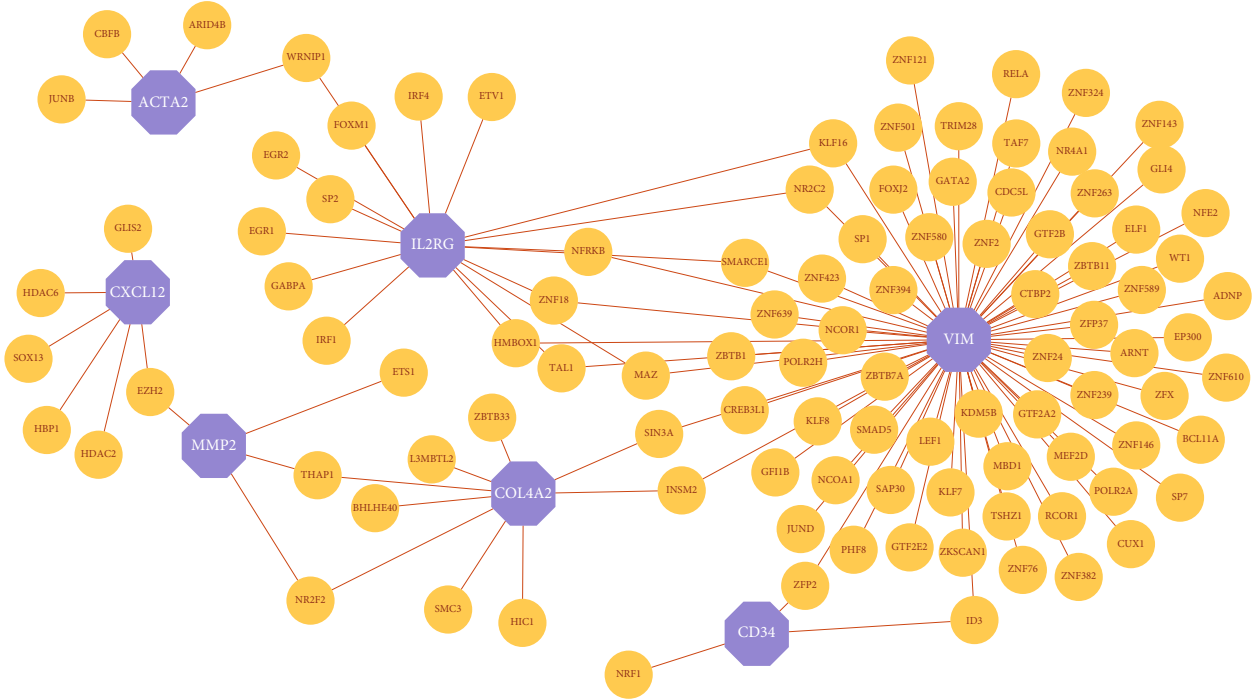 ARID4B
CBFB
WRNIP1
ZNF121
RELA
ZNF324
JUNB
ACTA2
IRF4
ETV1
FOXM1
ZNF501
TRIM28
ZNF143
KLF16
TAF7
NR4A1
EGR2
GLI4
SP2
NR2C2
FOXJ2
GATA2
CDC5L
ZNF263
NFE2
GLIS2
EGR1
IL2RG
NFRKB
SP1
ZNF580
ZNF2
GTF2B
ELF1
SMARCE1
ZBTB11
WT1
HDAC6
CXCL12
GABPA
ZNF18
ZNF423
ZNF394
CTBP2
ZNF589
ADNP
ZNF639
NCOR1
VIM
ZFP37
EP300
SOX13
IRF1
HMBOX1
TAL1
MAZ
ZBTB1
POLR2H
ZNF24
ARNT
ETS1
ZBTB7A
ZNF610
EZH2
CREB3L1
ZNF239
ZFX
HBP1
MMP2
ZBTB33
SIN3A
KLF8
SMAD5
KDM5B
GTF2A2
BCL11A
HDAC2
L3MBTL2
LEF1
ZNF146
THAP1
COL4A2
INSM2
GFI1B
NCOA1
SAP30
MBD1
MEF2D
BHLHE40
KLF7
POLR2A
SP7
JUND
TSHZ1
RCOR1
PHF8
GTF2E2
ZKSCAN1
CUX1
ZNF76
ZNF382
NR2F2
SMC3
HIC1
ZFP2
CD34
ID3
NRF1